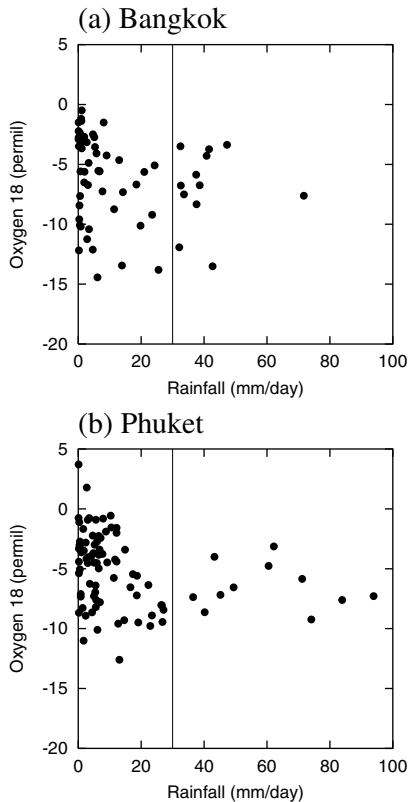 (a) Bangkok
5
0
-5
-10
-15
-20
Oxygen 18 (permil)
0 20 40 60 80 100
Rainfall (mm/day)
(b) Phuket
5
0
-5
-10
-15
-20
Oxygen 18 (permil)
0 20 40 60 80 100
Rainfall (mm/day)